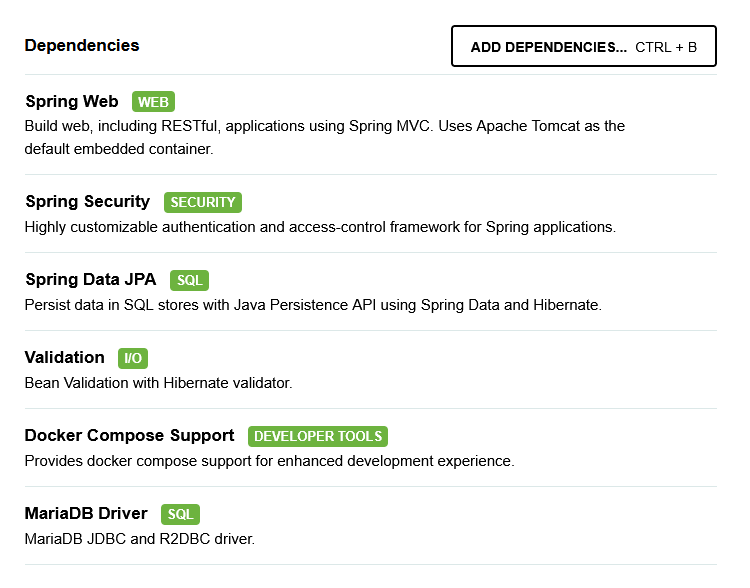 Dependencies
ADD DEPENDENCIES... CTRL + B
Spring Web WEB
Build web, including RESTful, applications using Spring MVC. Uses Apache Tomcat as the
default embedded container.
Spring Security SECURITY
Highly customizable authentication and access-control framework for Spring applications.
Spring Data JPA SQL
Persist data in SQL stores with Java Persistence API using Spring Data and Hibernate.
Validation I/O
Bean Validation with Hibernate validator.
Docker Compose Support DEVELOPER TOOLS
Provides docker compose support for enhanced development experience.
MariaDB Driver SQL
MariaDB JDBC and R2DBC driver.